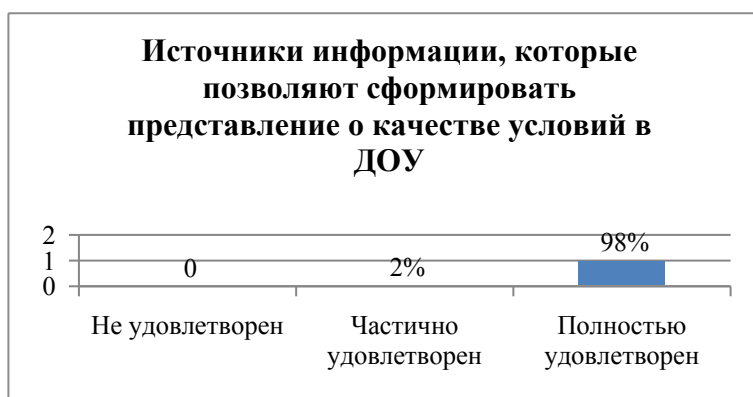 Источники информации, которые
позволяют сформировать
представление о качестве условий в
ДОУ
2
1
0
0
2%
98%
Не удовлетворен
Частично
удовлетворен
Полностью
удовлетворен